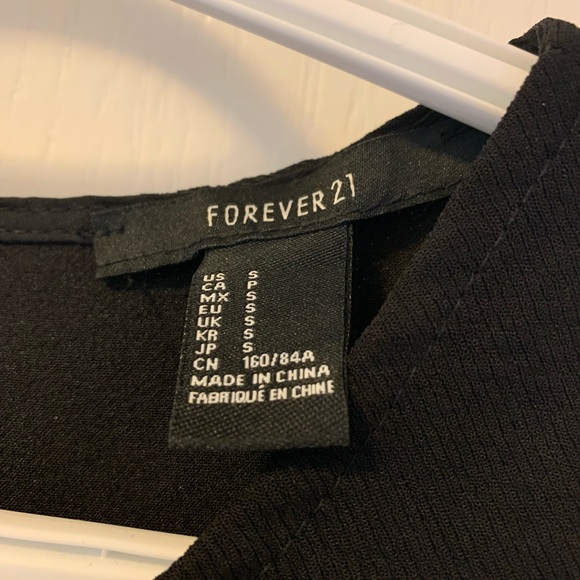 FOREVER 21
US S
CA P
MX S
EU S
UK S
KR S
JP S
CN 160/84A
MADE IN CHINA
FABRIQUÉ EN CHINE